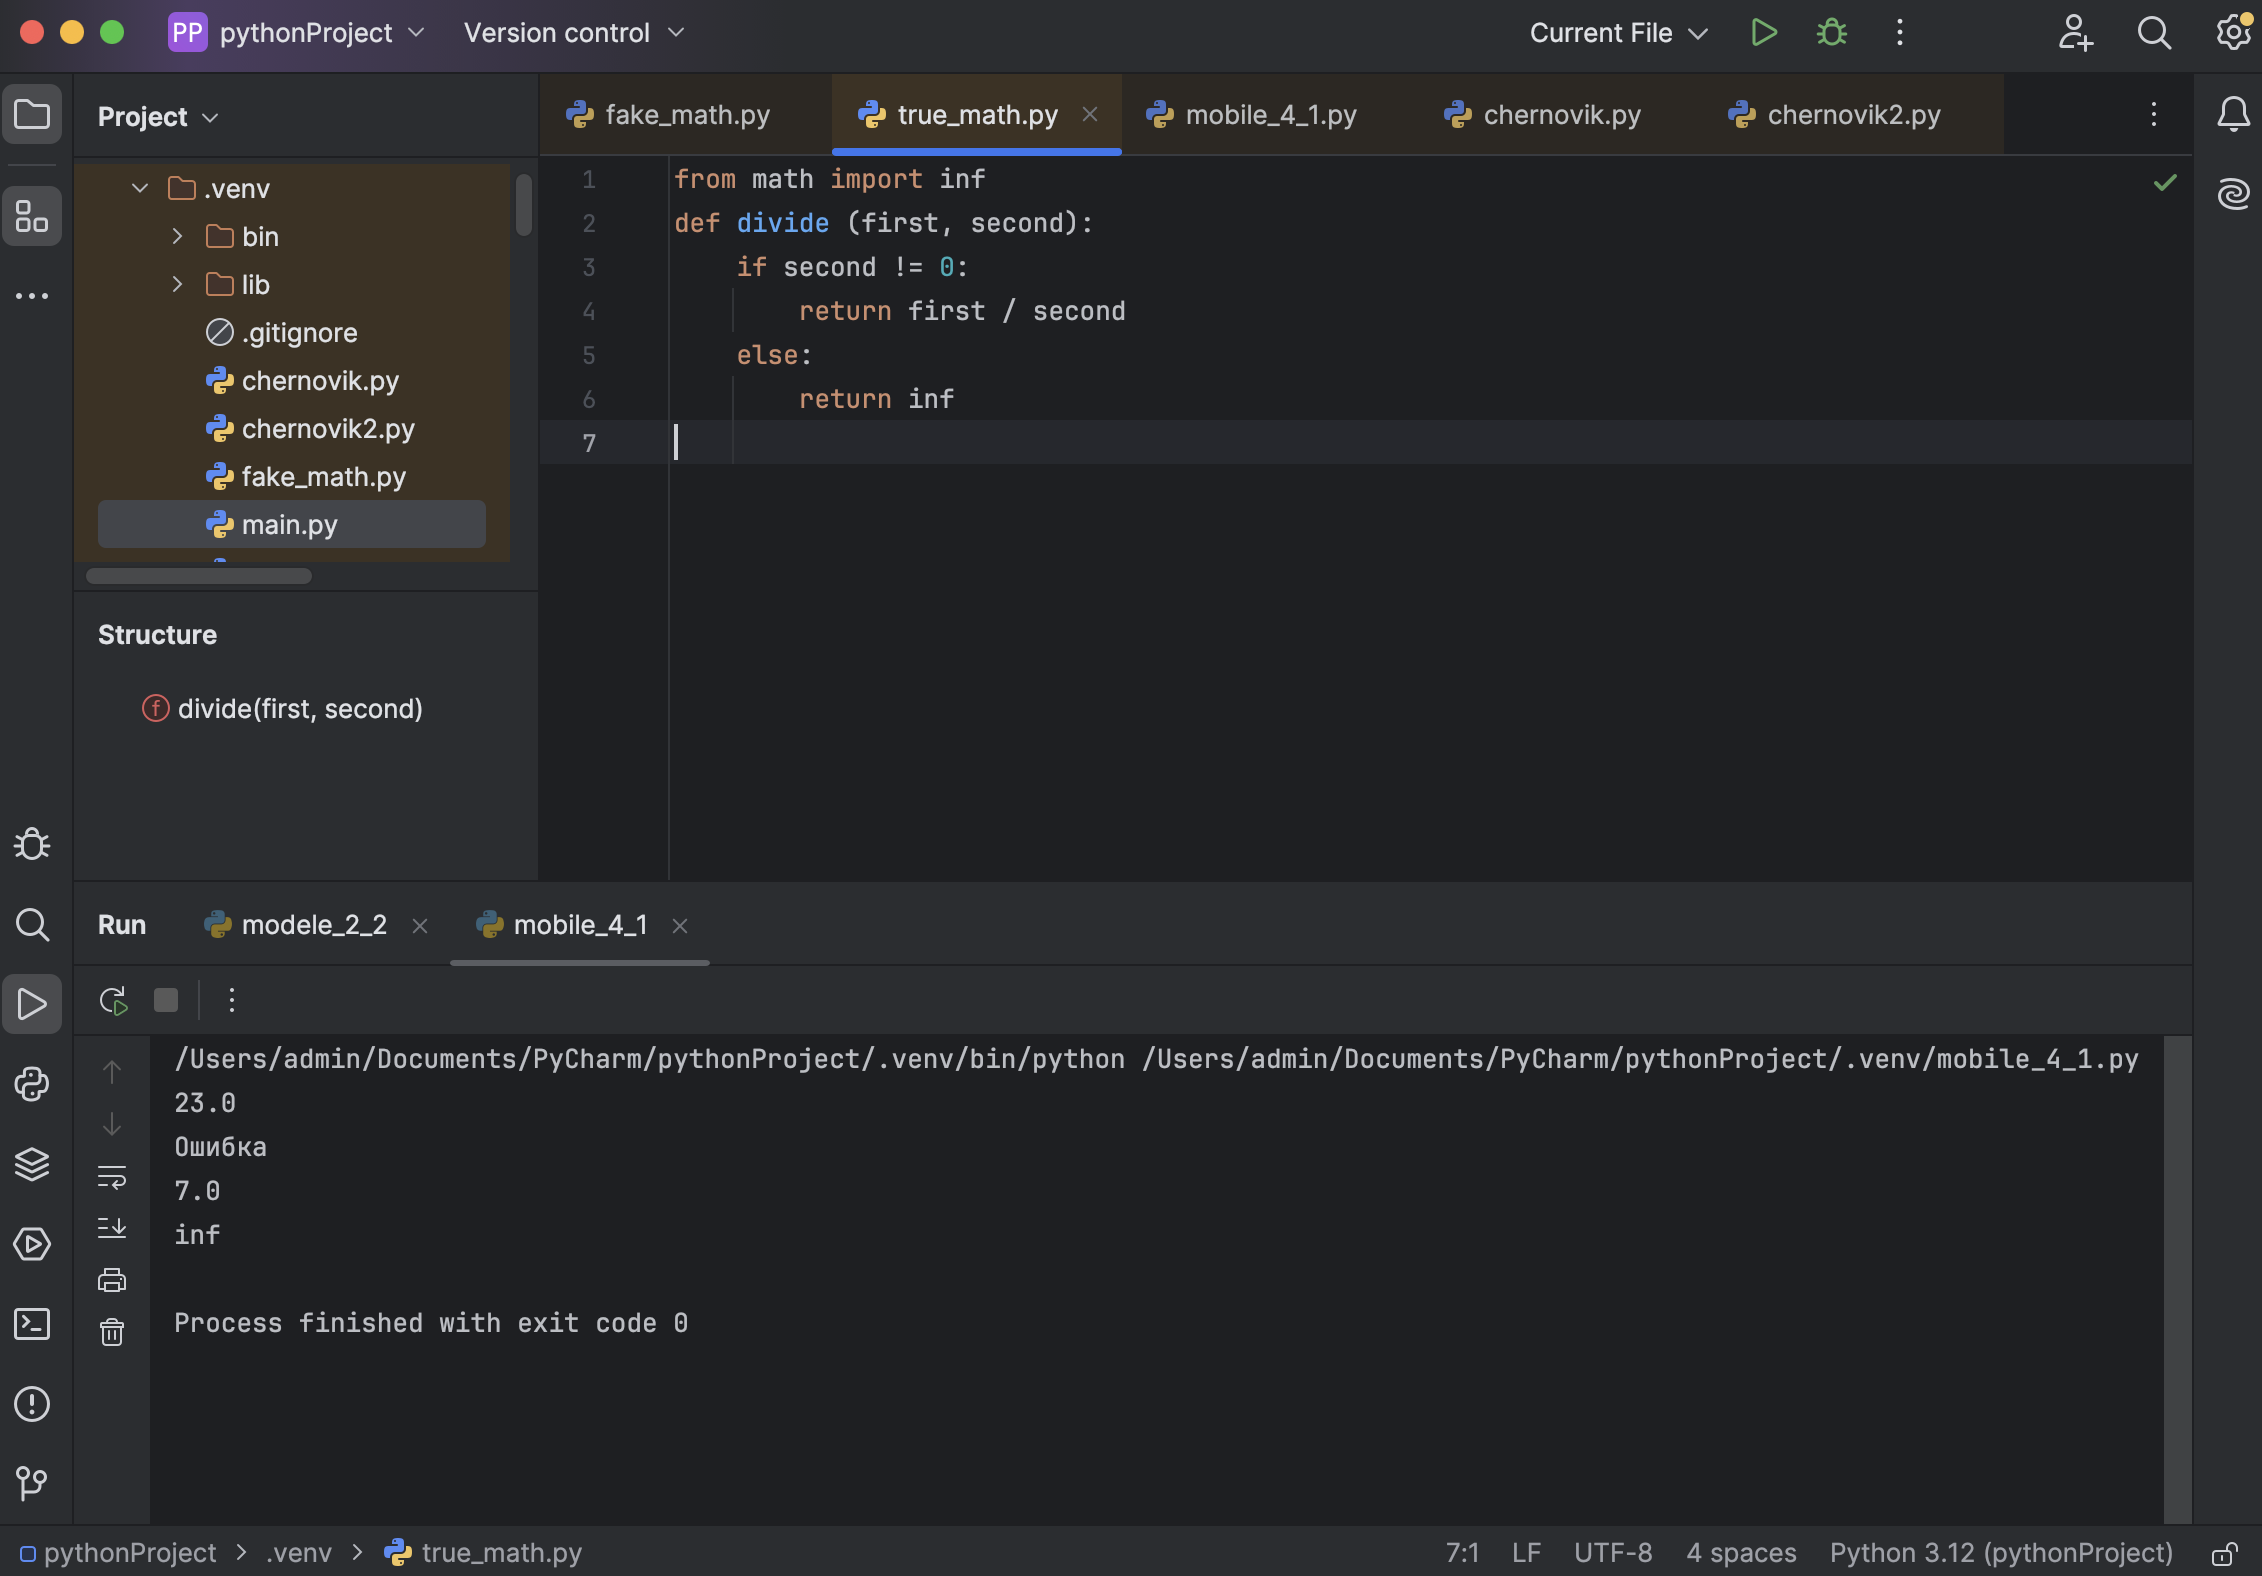 PP pythonProject Version control Current File
Project
fake_math.py true_math.py mobile_4_1.py chernovik.py chernovik2.py
.venv
bin
lib
.gitignore
chernovik.py
chernovik2.py
fake_math.py
main.py
1 from math import inf
2 def divide (first, second):
3 if second != 0:
4 return first / second
5 else:
6 return inf
7
Structure
f divide(first, second)
Run modele_2_2 mobile_4_1
/Users/admin/Documents/PyCharm/pythonProject/.venv/bin/python /Users/admin/Documents/PyCharm/pythonProject/.venv/mobile_4_1.py
23.0
Ошибка
7.0
inf
Process finished with exit code 0
pythonProject > .venv > true_math.py 7:1 LF UTF-8 4 spaces Python 3.12 (pythonProject)